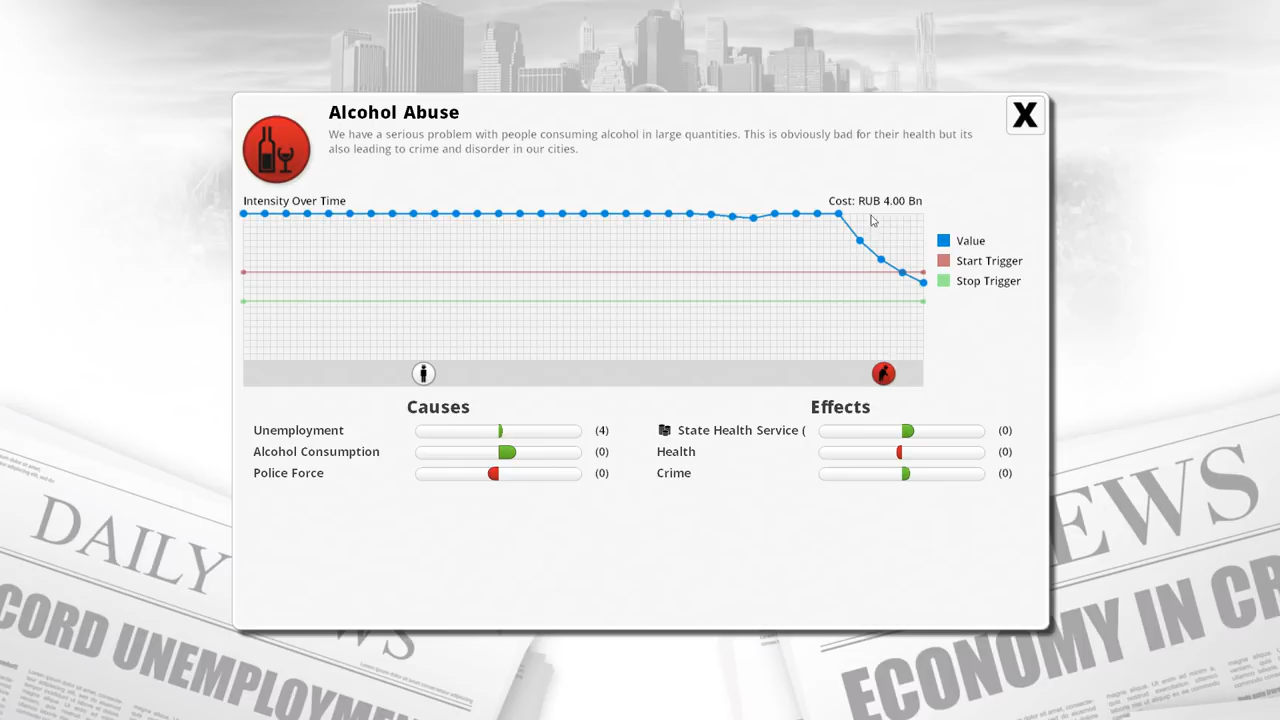 Alcohol Abuse
X
We have a serious problem with people consuming alcohol in large quantities. This is obviously bad for their health but its
also leading to crime and disorder in our cities.
Intensity Over Time
Cost: RUB 4.00 Bn
Value
Start Trigger
Stop Trigger
Causes
Effects
Unemployment (4)
State Health Service ( (0)
Alcohol Consumption (0)
Health (0)
Police Force (0)
Crime (0)
DAILY
NEWS
CORD UNEMPLOYM
EWS
ECONOMY IN CR